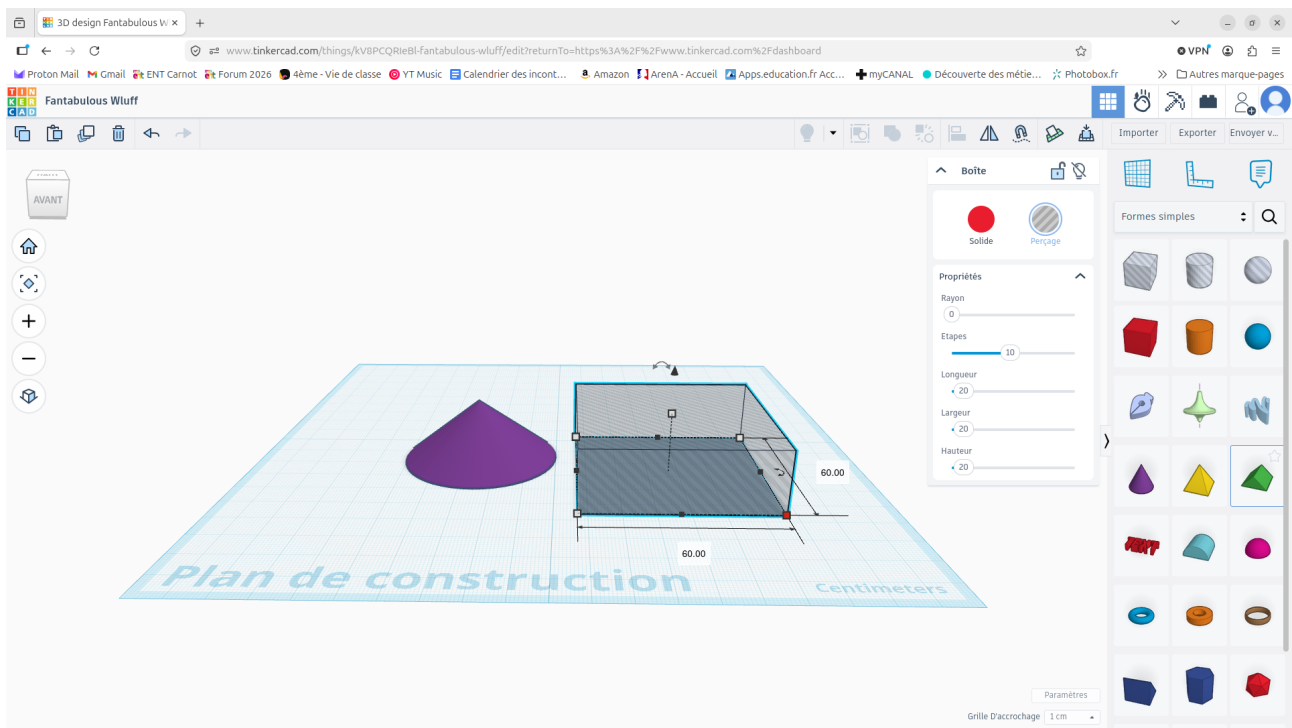 3D design Fantabulous W
www.tinkercad.com/things/kV8PCQRIeBl-fantabulous-wluff/edit?returnTo=https%3A%2F%2Fwww.tinkercad.com%2Fdashboard
VPN
Proton Mail Gmail ENT Carnot Forum 2026 4ème - Vie de classe YT Music Calendrier des incont... Amazon ArenA - Accueil Apps.education.fr Acc... myCANAL Découverte des métie... Photobox.fr Autres marque-pages
TIN
KER
CAD
Fantabulous Wluff
Importer Exporter Envoyer v...
AVANT
Boîte
Solide Perçage
Propriétés
Rayon
0
Etapes
10
Longueur
20
Largeur
20
Hauteur
20
Formes simples
TEXT
60.00
60.00
Plan de construction
Centimeters
Paramètres
Grille D'accrochage 1 cm